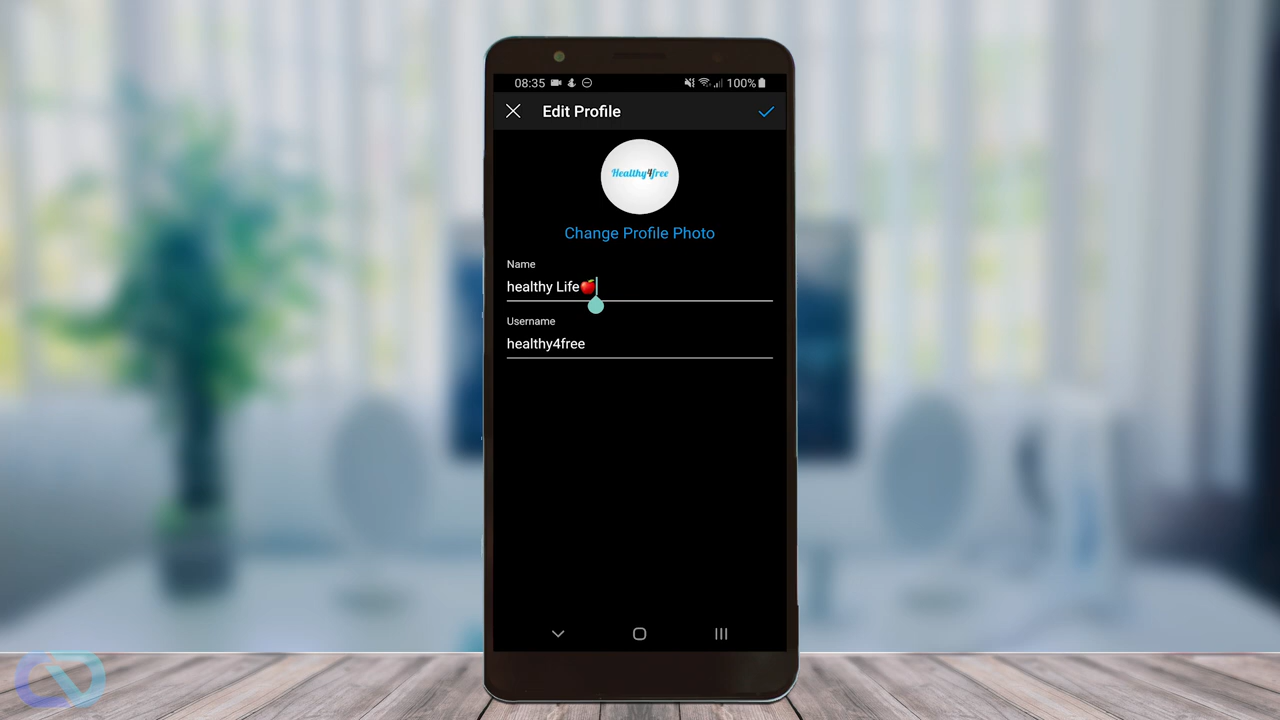 08:35 100%
Edit Profile
Healthy4free
Change Profile Photo
Name
healthy Life🍎
Username
healthy4free